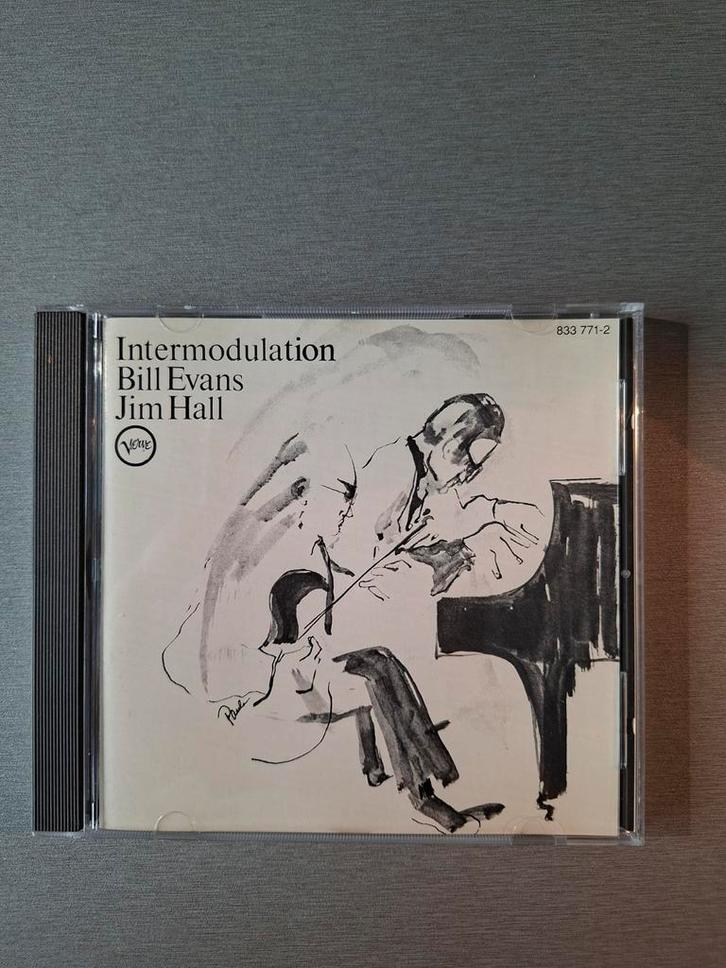 Intermodulation
Bill Evans
Jim Hall
Verve
833 771-2